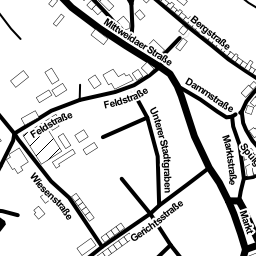 Bergstraße
Mittweidaer Straße
Dammstraße
Feldstraße
Feldstraße
Unterer Stadtgraben
Marktstraße
Wiesenstraße
Gerichtsstraße
Markt